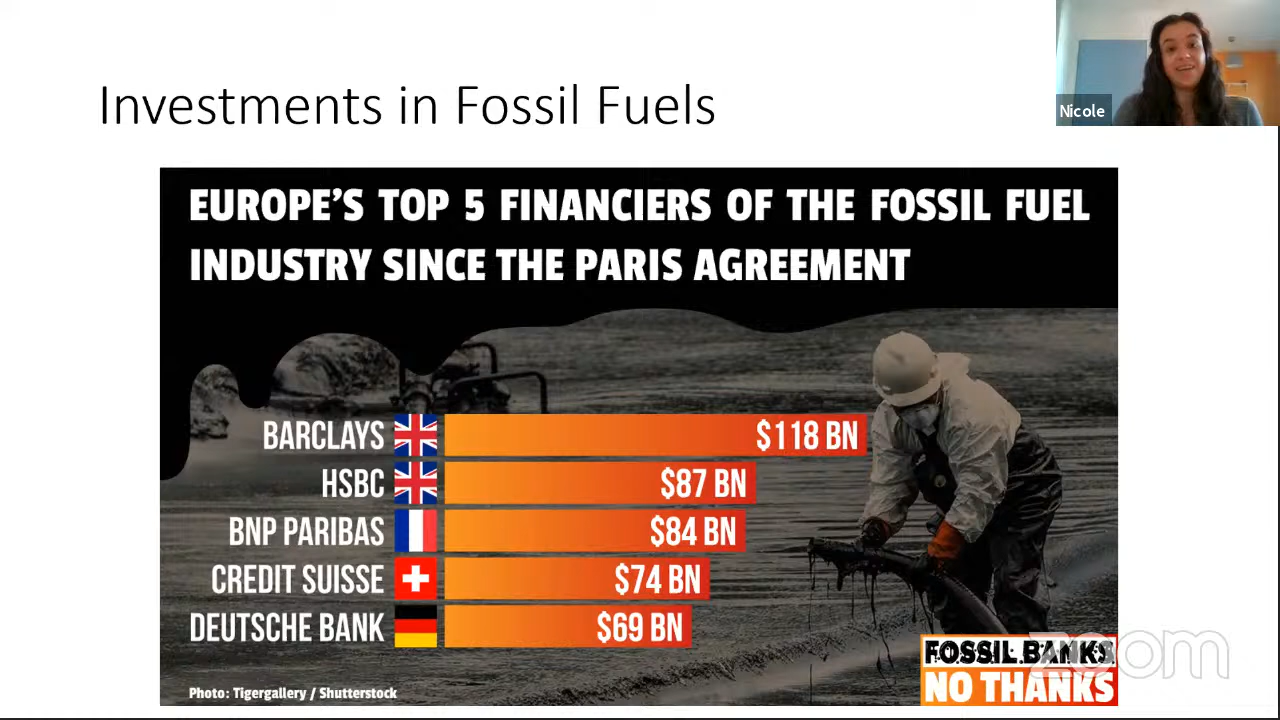 Investments in Fossil Fuels
Nicole
EUROPE'S TOP 5 FINANCIERS OF THE FOSSIL FUEL
INDUSTRY SINCE THE PARIS AGREEMENT
BARCLAYS $118 BN
HSBC $87 BN
BNP PARIBAS $84 BN
CREDIT SUISSE $74 BN
DEUTSCHE BANK $69 BN
Photo: Tigergallery / Shutterstock
FOSSIL BANKS
NO THANKS
zoom